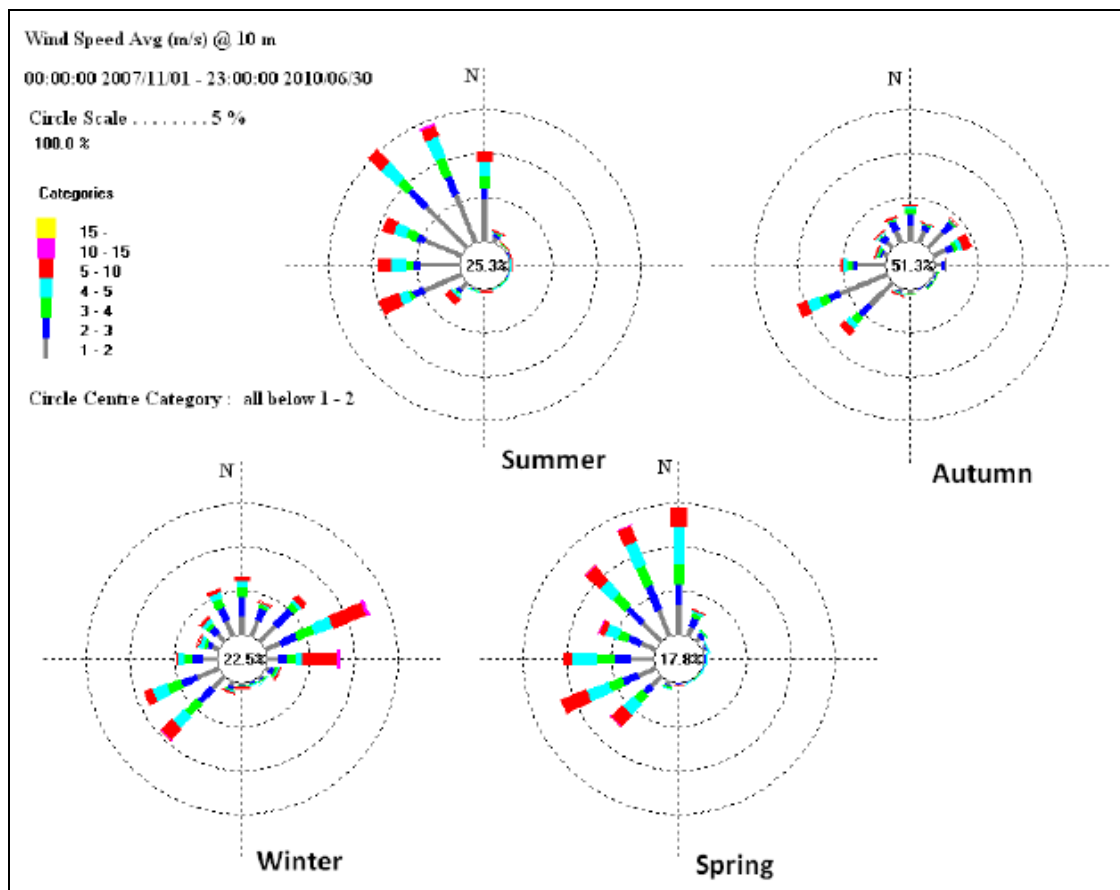 Wind Speed Avg (m/s) @ 10 m
00:00:00 2007/11/01 - 23:00:00 2010/06/30
Circle Scale . . . . . . . . 5 %
100.0 %
Categories
15 -
10 - 15
5 - 10
4 - 5
3 - 4
2 - 3
1 - 2
Circle Centre Category : all below 1 - 2
N
25.3%
Summer
N
51.3%
Autumn
N
22.5%
Winter
N
17.8%
Spring